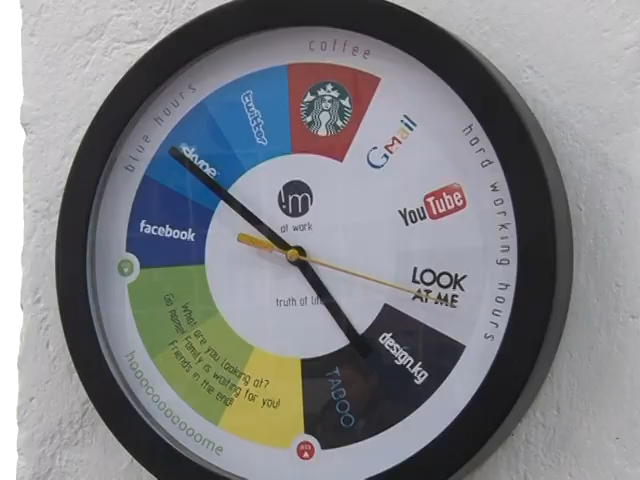 coffee
blue hours
hard working hours
twitter
Gmail
skype
YouTube
facebook
!m
at work
LOOK
AT ME
truth of life
design.kg
What are you looking at?
Go home! Family is waiting for you!
Friends in the end!
TABOO
hooocooooooome